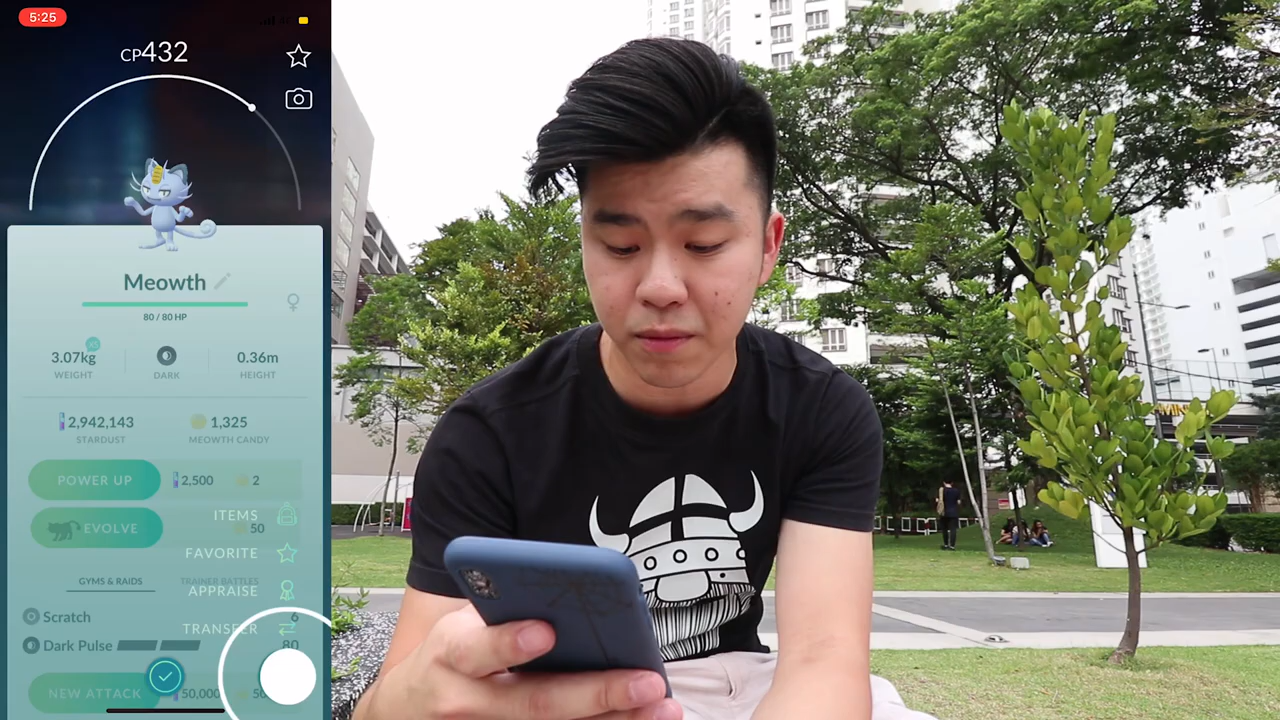 5:25
CP432
Meowth
80 / 80 HP
3.07kg
WEIGHT
DARK
0.36m
HEIGHT
2,942,143
STARDUST
1,325
MEOWTH CANDY
POWER UP
2,500
2
EVOLVE
50
ITEMS
FAVORITE
GYMS & RAIDS
TRAINER BATTLES
APPRAISE
Scratch
6
TRANSFER
Dark Pulse
80
NEW ATTACK
50,000